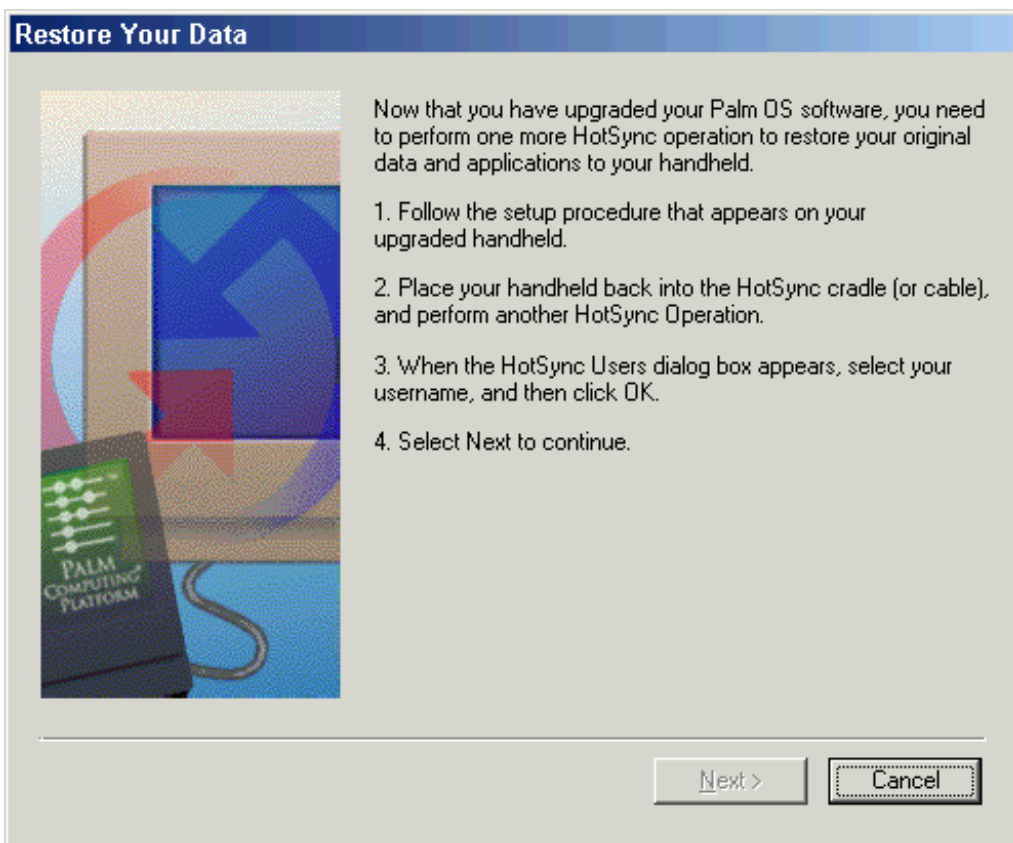 Restore Your Data
Now that you have upgraded your Palm OS software, you need
to perform one more HotSync operation to restore your original
data and applications to your handheld.
1. Follow the setup procedure that appears on your
upgraded handheld.
2. Place your handheld back into the HotSync cradle (or cable),
and perform another HotSync Operation.
3. When the HotSync Users dialog box appears, select your
username, and then click OK.
4. Select Next to continue.
PALM
COMPUTING
PLATFORM
Next >
Cancel